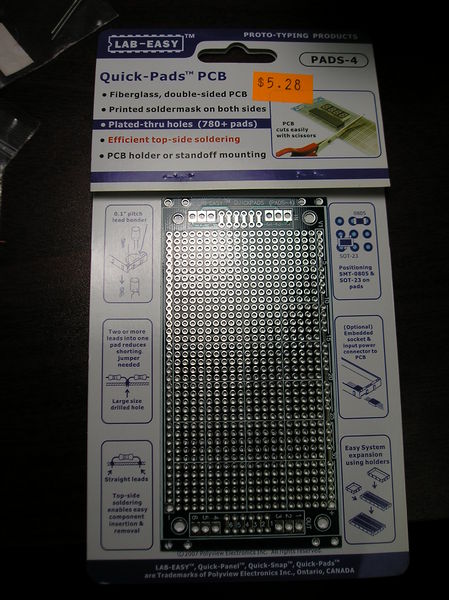 LAB-EASY™
PROTO-TYPING PRODUCTS
PADS-4
Quick-Pads™ PCB
$5.28
• Fiberglass, double-sided PCB
• Printed soldermask on both sides
• Plated-thru holes (780+ pads)
• Efficient top-side soldering
• PCB holder or standoff mounting
PCB
cuts easily
with scissors
LAB-EASY™ QUICKPADS (PADS-4)
0.1" pitch
lead bender
0805
SOT-23
Positioning
SMT-0805 &
SOT-23 on
pads
Two or more
leads into one
pad reduces
shorting
jumper
needed
Large size
drilled hole
(Optional)
Embedded
socket &
input power
connector to
PCB
Straight leads
Top-side
soldering
enables easy
component
insertion &
removal
Easy System
expansion
using holders
©2007 Polyview Electronics Inc. All rights reserved.
LAB-EASY™, Quick-Panel™, Quick-Snap™, Quick-Pads™
are Trademarks of Polyview Electronics Inc., Ontario, CANADA